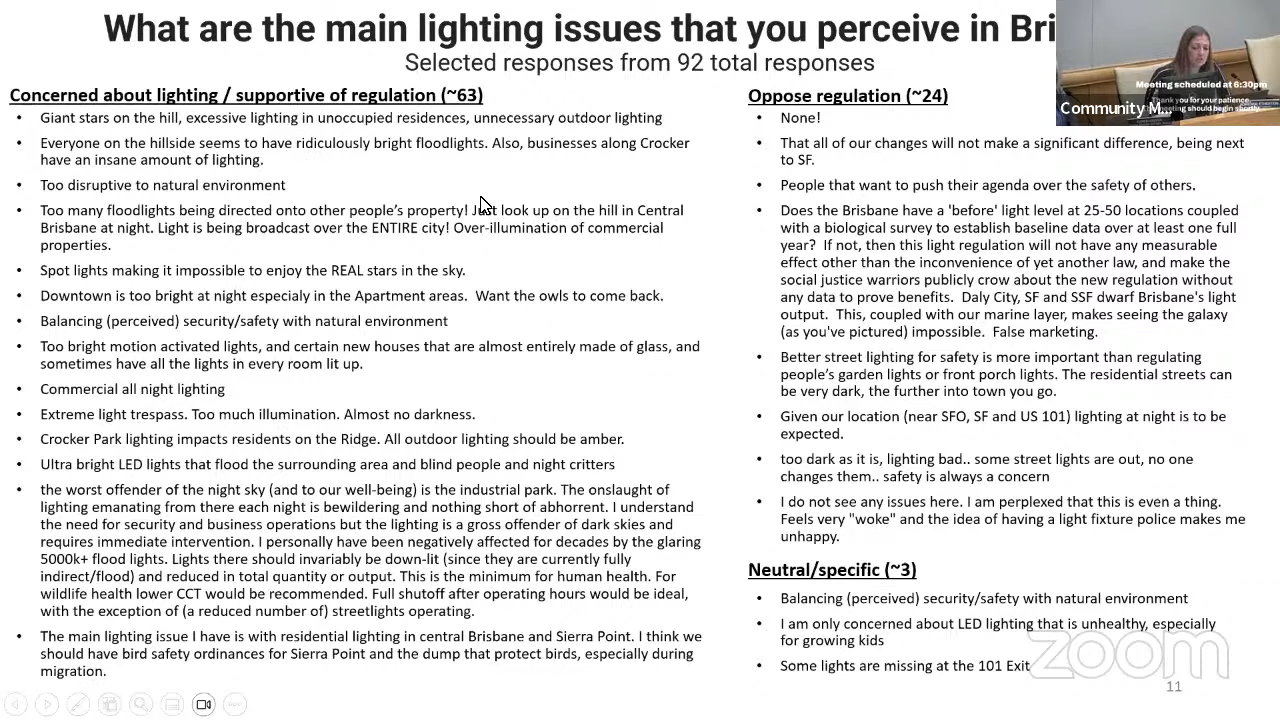 What are the main lighting issues that you perceive in Bri
Selected responses from 92 total responses
Concerned about lighting / supportive of regulation (~63)
• Giant stars on the hill, excessive lighting in unoccupied residences, unnecessary outdoor lighting
• Everyone on the hillside seems to have ridiculously bright floodlights. Also, businesses along Crocker
have an insane amount of lighting.
• Too disruptive to natural environment
• Too many floodlights being directed onto other people's property! Just look up on the hill in Central
Brisbane at night. Light is being broadcast over the ENTIRE city! Over-illumination of commercial
properties.
• Spot lights making it impossible to enjoy the REAL stars in the sky.
• Downtown is too bright at night especialy in the Apartment areas. Want the owls to come back.
• Balancing (perceived) security/safety with natural environment
• Too bright motion activated lights, and certain new houses that are almost entirely made of glass, and
sometimes have all the lights in every room lit up.
• Commercial all night lighting
• Extreme light trespass. Too much illumination. Almost no darkness.
• Crocker Park lighting impacts residents on the Ridge. All outdoor lighting should be amber.
• Ultra bright LED lights that flood the surrounding area and blind people and night critters
• the worst offender of the night sky (and to our well-being) is the industrial park. The onslaught of
lighting emanating from there each night is bewildering and nothing short of abhorrent. I understand
the need for security and business operations but the lighting is a gross offender of dark skies and
requires immediate intervention. I personally have been negatively affected for decades by the glaring
5000k+ flood lights. Lights there should invariably be down-lit (since they are currently fully
indirect/flood) and reduced in total quantity or output. This is the minimum for human health. For
wildlife health lower CCT would be recommended. Full shutoff after operating hours would be ideal,
with the exception of (a reduced number of) streetlights operating.
• The main lighting issue I have is with residential lighting in central Brisbane and Sierra Point. I think we
should have bird safety ordinances for Sierra Point and the dump that protect birds, especially during
migration.
Oppose regulation (~24)
• None!
• That all of our changes will not make a significant difference, being next
to SF.
• People that want to push their agenda over the safety of others.
• Does the Brisbane have a 'before' light level at 25-50 locations coupled
with a biological survey to establish baseline data over at least one full
year? If not, then this light regulation will not have any measurable
effect other than the inconvenience of yet another law, and make the
social justice warriors publicly crow about the new regulation without
any data to prove benefits. Daly City, SF and SSF dwarf Brisbane's light
output. This, coupled with our marine layer, makes seeing the galaxy
(as you've pictured) impossible. False marketing.
• Better street lighting for safety is more important than regulating
people's garden lights or front porch lights. The residential streets can
be very dark, the further into town you go.
• Given our location (near SFO, SF and US 101) lighting at night is to be
expected.
• too dark as it is, lighting bad.. some street lights are out, no one
changes them.. safety is always a concern
• I do not see any issues here. I am perplexed that this is even a thing.
Feels very "woke" and the idea of having a light fixture police makes me
unhappy.
Neutral/specific (~3)
• Balancing (perceived) security/safety with natural environment
• I am only concerned about LED lighting that is unhealthy, especially
for growing kids
• Some lights are missing at the 101 Exit
11
Meeting scheduled at 6:30pm
Thank you for your patience.
meeting should begin shortly
Community M...
zoom